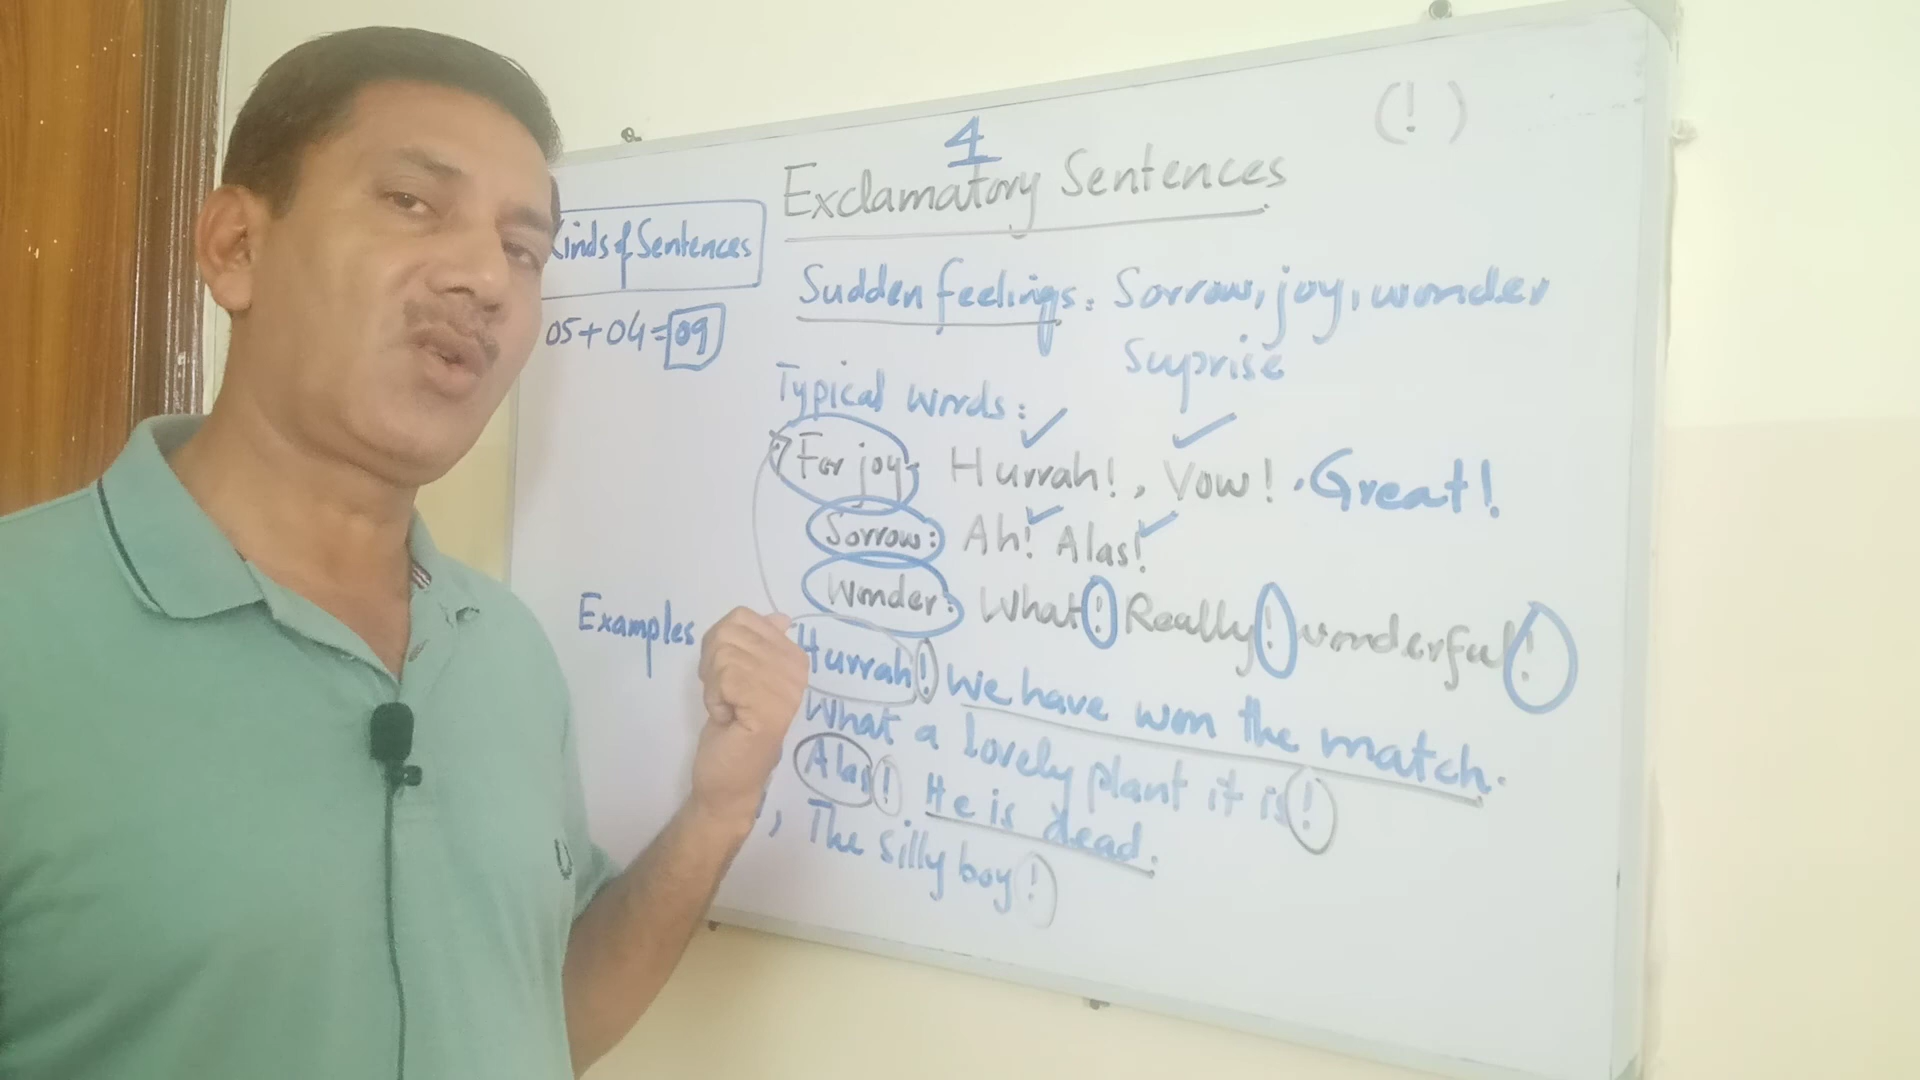 (!)
4
Exclamatory Sentences
Kinds of Sentences
05+04=09
Sudden feelings: Sorrow, joy, wonder
Suprise
Typical words:
For joy: Hurrah!, Vow!, Great!
Sorrow: Ah! Alas!
Wonder: What! Really! wonderful!
Examples
Hurrah! We have won the match.
What a lovely plant it is!
Alas! He is dead.
, The silly boy!